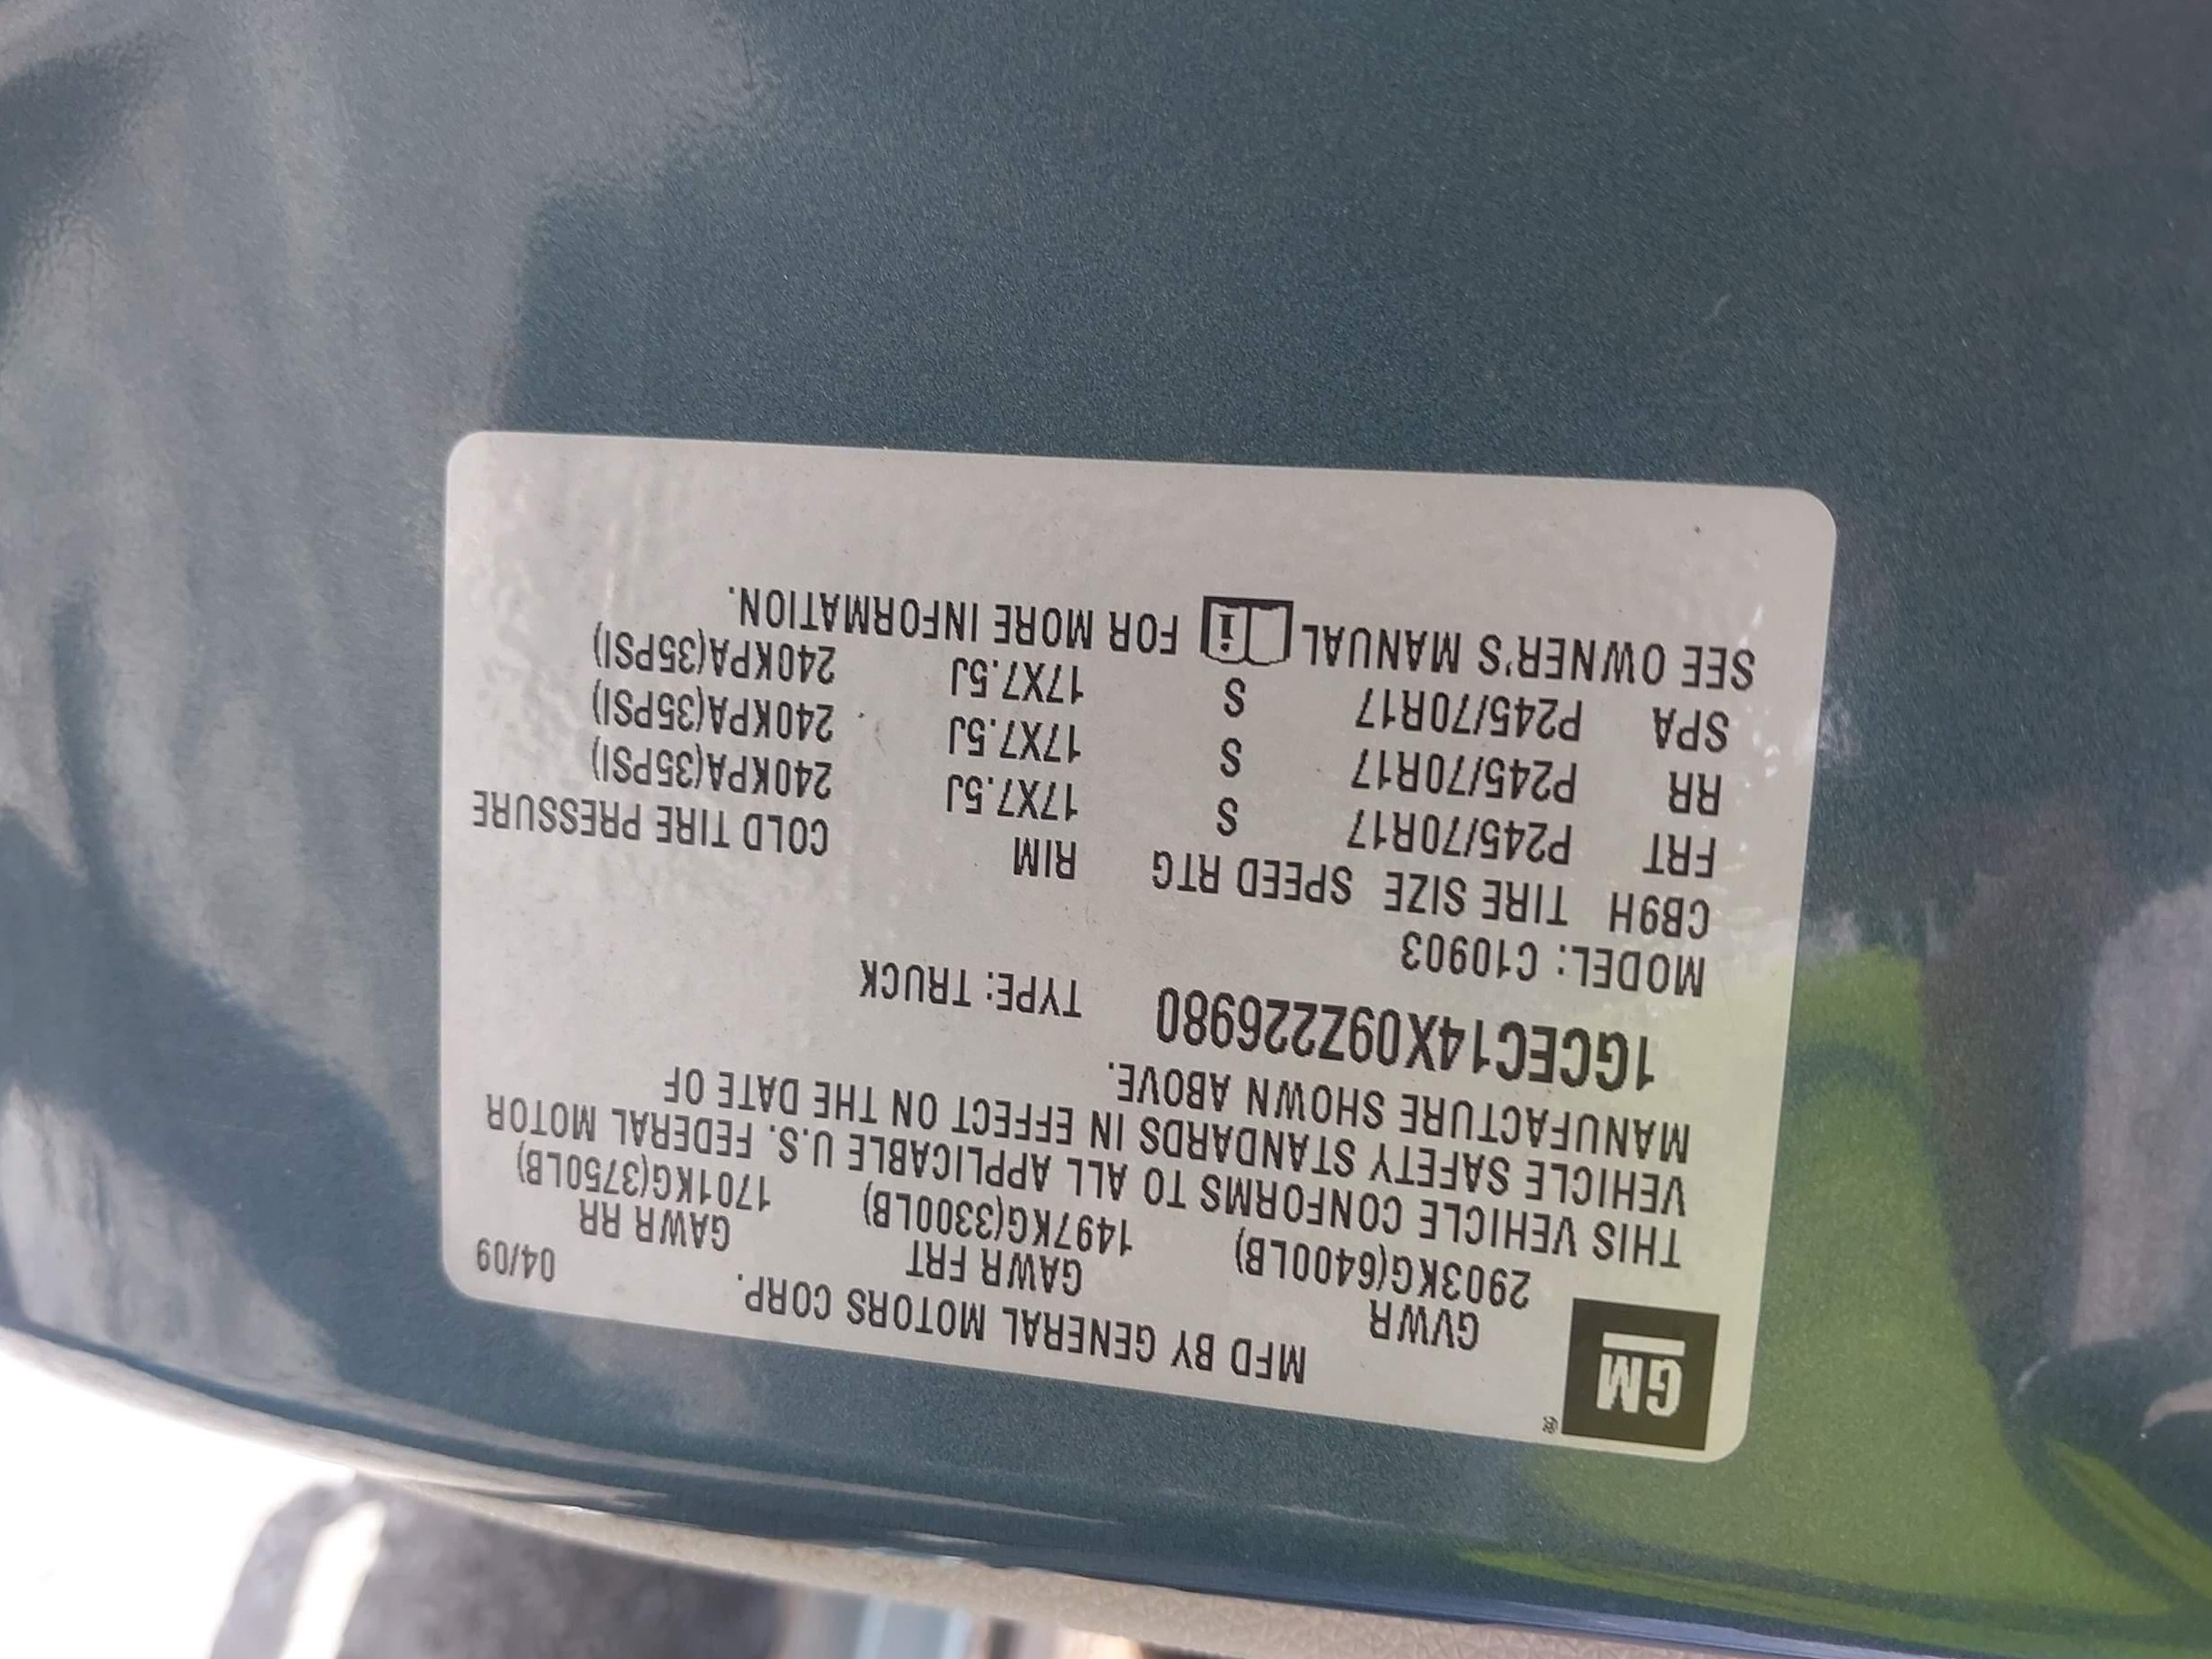 GM ®
MFD BY GENERAL MOTORS CORP. 04/09
GVWR GAWR FRT GAWR RR
2903KG(6400LB) 1497KG(3300LB) 1701KG(3750LB)
THIS VEHICLE CONFORMS TO ALL APPLICABLE U.S. FEDERAL MOTOR
VEHICLE SAFETY STANDARDS IN EFFECT ON THE DATE OF
MANUFACTURE SHOWN ABOVE.
1GCEC14X09Z226980 TYPE: TRUCK
MODEL: C10903
CB9H TIRE SIZE SPEED RTG RIM COLD TIRE PRESSURE
FRT P245/70R17 S 17X7.5J 240KPA(35PSI)
RR P245/70R17 S 17X7.5J 240KPA(35PSI)
SPA P245/70R17 S 17X7.5J 240KPA(35PSI)
SEE OWNER'S MANUAL i FOR MORE INFORMATION.